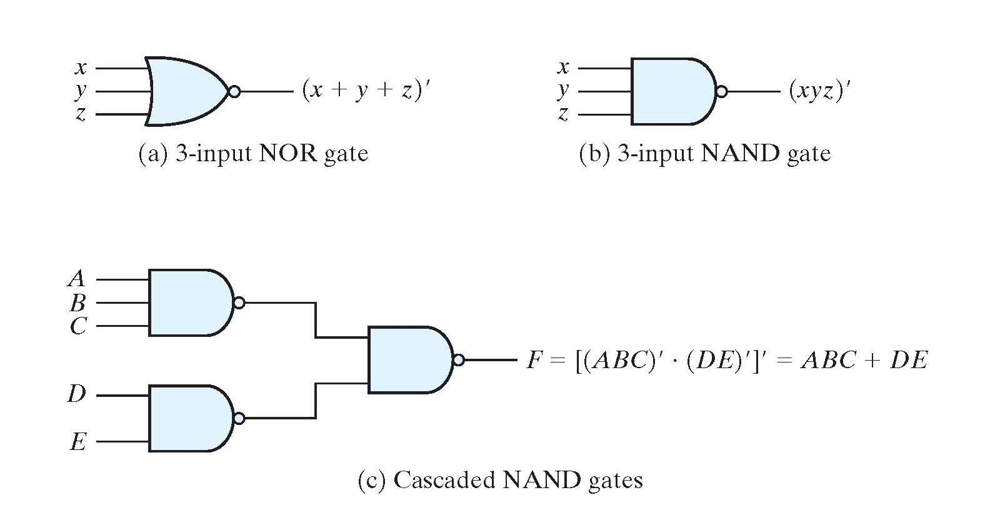 x
y
z
(x + y + z)′
(a) 3-input NOR gate
x
y
z
(xyz)′
(b) 3-input NAND gate
A
B
C
D
E
F = [(ABC)′ · (DE)′]′ = ABC + DE
(c) Cascaded NAND gates